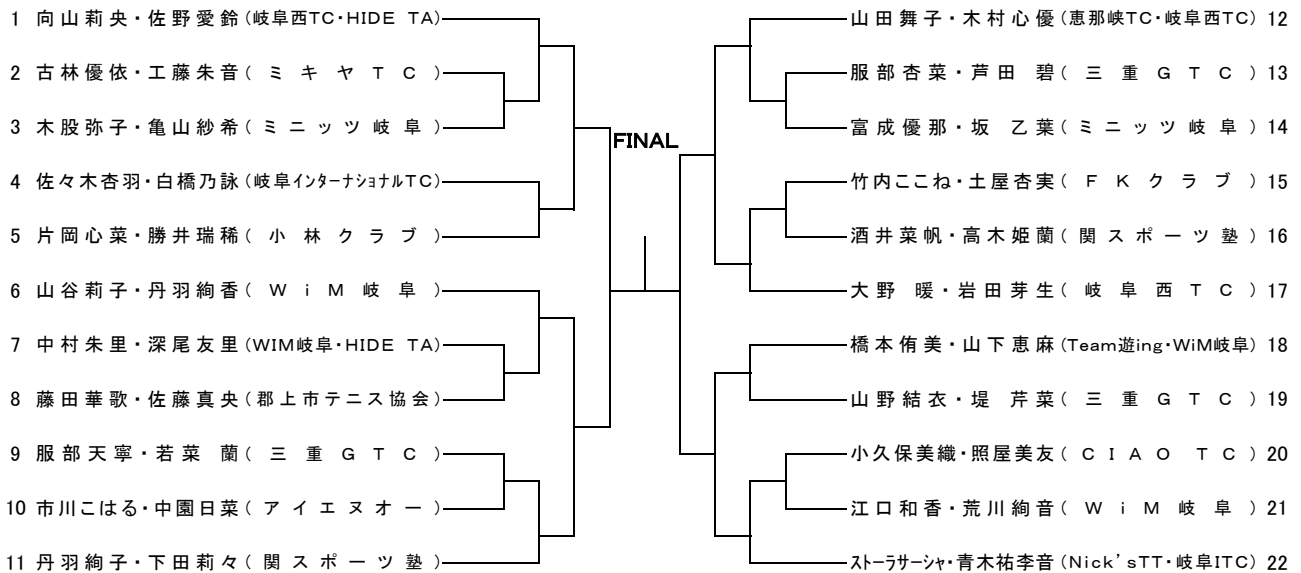 1 向山莉央・佐野愛鈴(岐阜西TC・HIDE TA)
2 古林優依・工藤朱音(ミキヤTC)
3 木股弥子・亀山紗希(ミニッツ岐阜)
4 佐々木杏羽・白橋乃詠(岐阜インターナショナルTC)
5 片岡心菜・勝井瑞稀(小林クラブ)
6 山谷莉子・丹羽絢香(WiM岐阜)
7 中村朱里・深尾友里(WIM岐阜・HIDE TA)
8 藤田華歌・佐藤真央(郡上市テニス協会)
9 服部天寧・若菜 蘭(三重GTC)
10 市川こはる・中園日菜(アイエヌオー)
11 丹羽絢子・下田莉々(関スポーツ塾)
FINAL
山田舞子・木村心優(恵那峡TC・岐阜西TC) 12
服部杏菜・芦田 碧(三重GTC) 13
富成優那・坂 乙葉(ミニッツ岐阜) 14
竹内ここね・土屋杏実(FKクラブ) 15
酒井菜帆・高木姫蘭(関スポーツ塾) 16
大野 暖・岩田芽生(岐阜西TC) 17
橋本侑美・山下恵麻(Team遊ing・WiM岐阜) 18
山野結衣・堤 芹菜(三重GTC) 19
小久保美織・照屋美友(CIAO TC) 20
江口和香・荒川絢音(WiM岐阜) 21
ストーラサーシャ・青木祐李音(Nick'sTT・岐阜ITC) 22